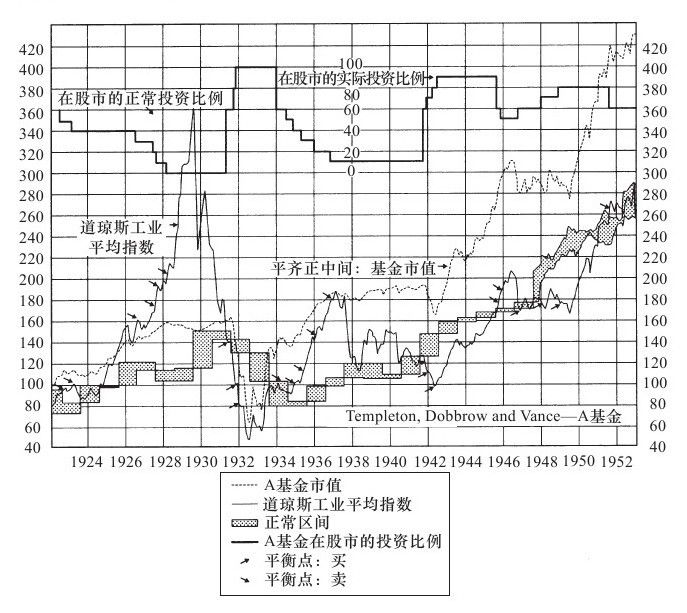 420 420
400 100 400
在股市的实际投资比例
380 80 380
在股市的正常投资比例
360 60 360
340 40 340
320 20 320
300 0 300
280 280
260 260
道琼斯工业
240 240
平均指数
220 220
平齐正中间：基金市值
200 200
180 180
160 160
140 140
120 120
100 100
80 80
Templeton, Dobbrow and Vance—A基金
60 60
40 40
1924 1926 1928 1930 1932 1934 1936 1938 1940 1942 1944 1946 1948 1950 1952
A基金市值
道琼斯工业平均指数
正常区间
A基金在股市的投资比例
平衡点：买
平衡点：卖